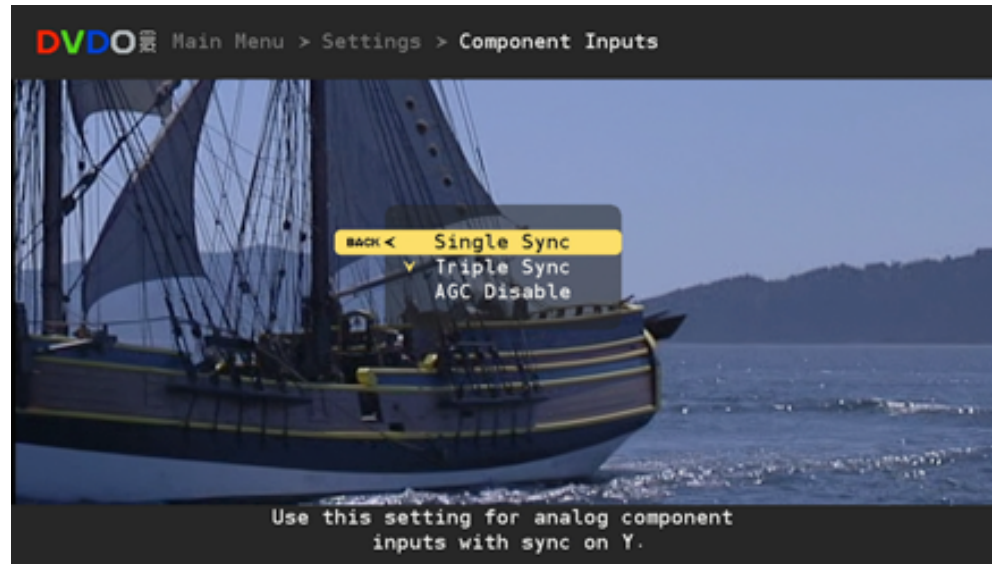 DVDO Main Menu > Settings > Component Inputs
BACK < Single Sync
Triple Sync
AGC Disable
Use this setting for analog component
inputs with sync on Y.